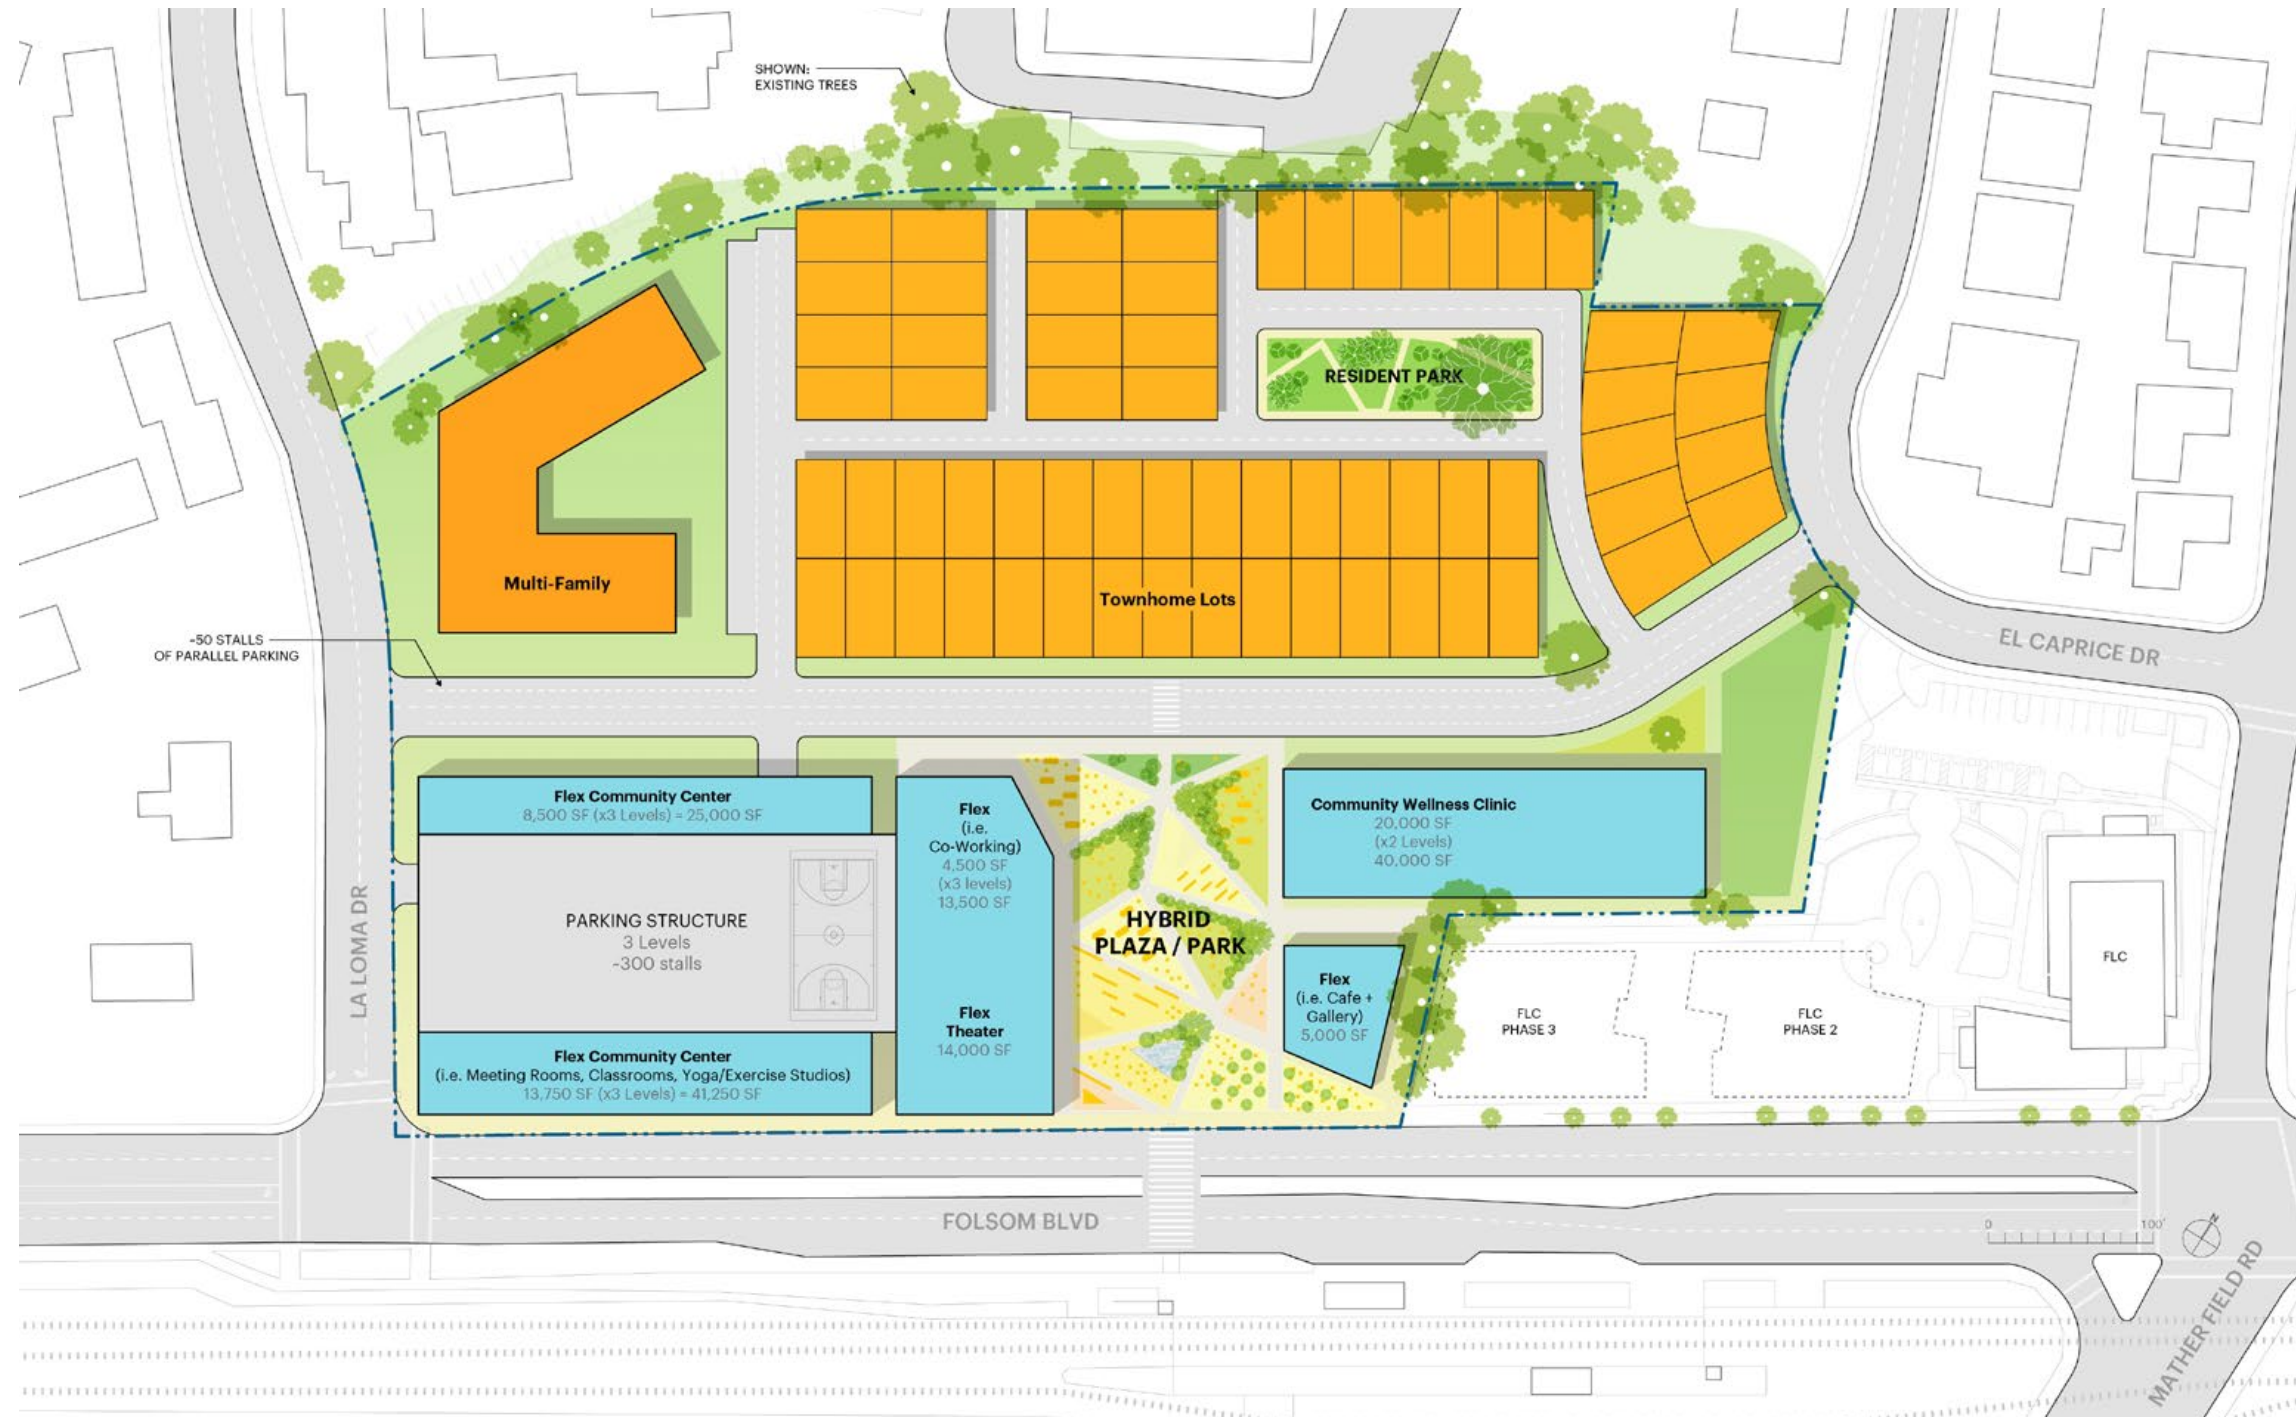 SHOWN:
EXISTING TREES
RESIDENT PARK
Multi-Family
Townhome Lots
~50 STALLS
OF PARALLEL PARKING
EL CAPRICE DR
Flex Community Center
8,500 SF (x3 Levels) = 25,000 SF
Flex
(i.e.
Co-Working)
4,500 SF
(x3 levels)
13,500 SF
Community Wellness Clinic
20,000 SF
(x2 Levels)
40,000 SF
LA LOMA DR
PARKING STRUCTURE
3 Levels
~300 stalls
HYBRID
PLAZA / PARK
Flex
Theater
14,000 SF
Flex
(i.e. Cafe +
Gallery)
5,000 SF
FLC
PHASE 3
FLC
PHASE 2
FLC
Flex Community Center
(i.e. Meeting Rooms, Classrooms, Yoga/Exercise Studios)
13,750 SF (x3 Levels) = 41,250 SF
FOLSOM BLVD
0 100'
N
MATHER FIELD RD